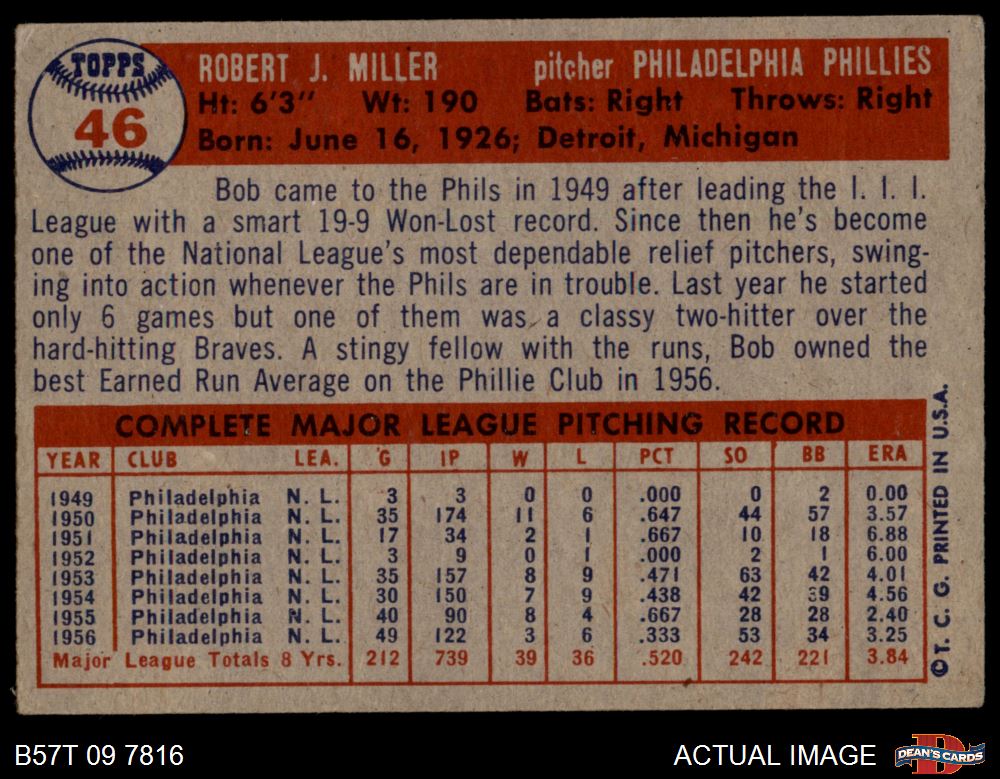 TOPPS
46
ROBERT J. MILLER pitcher PHILADELPHIA PHILLIES
Ht: 6'3" Wt: 190 Bats: Right Throws: Right
Born: June 16, 1926; Detroit, Michigan
Bob came to the Phils in 1949 after leading the I. I. I.
League with a smart 19-9 Won-Lost record. Since then he's become
one of the National League's most dependable relief pitchers, swing-
ing into action whenever the Phils are in trouble. Last year he started
only 6 games but one of them was a classy two-hitter over the
hard-hitting Braves. A stingy fellow with the runs, Bob owned the
best Earned Run Average on the Phillie Club in 1956.
COMPLETE MAJOR LEAGUE PITCHING RECORD
YEAR CLUB LEA. G IP W L PCT SO BB ERA
1949 Philadelphia N. L. 3 3 0 0 .000 0 2 0.00
1950 Philadelphia N. L. 35 174 11 6 .647 44 57 3.57
1951 Philadelphia N. L. 17 34 2 1 .667 10 18 6.88
1952 Philadelphia N. L. 3 9 0 1 .000 2 1 6.00
1953 Philadelphia N. L. 35 157 8 9 .471 63 42 4.01
1954 Philadelphia N. L. 30 150 7 9 .438 42 39 4.56
1955 Philadelphia N. L. 40 90 8 4 .667 28 28 2.40
1956 Philadelphia N. L. 49 122 3 6 .333 53 34 3.25
Major League Totals 8 Yrs. 212 739 39 36 .520 242 221 3.84
©T. C. G. PRINTED IN U.S.A.
B57T 09 7816
ACTUAL IMAGE
DEAN'S CARDS